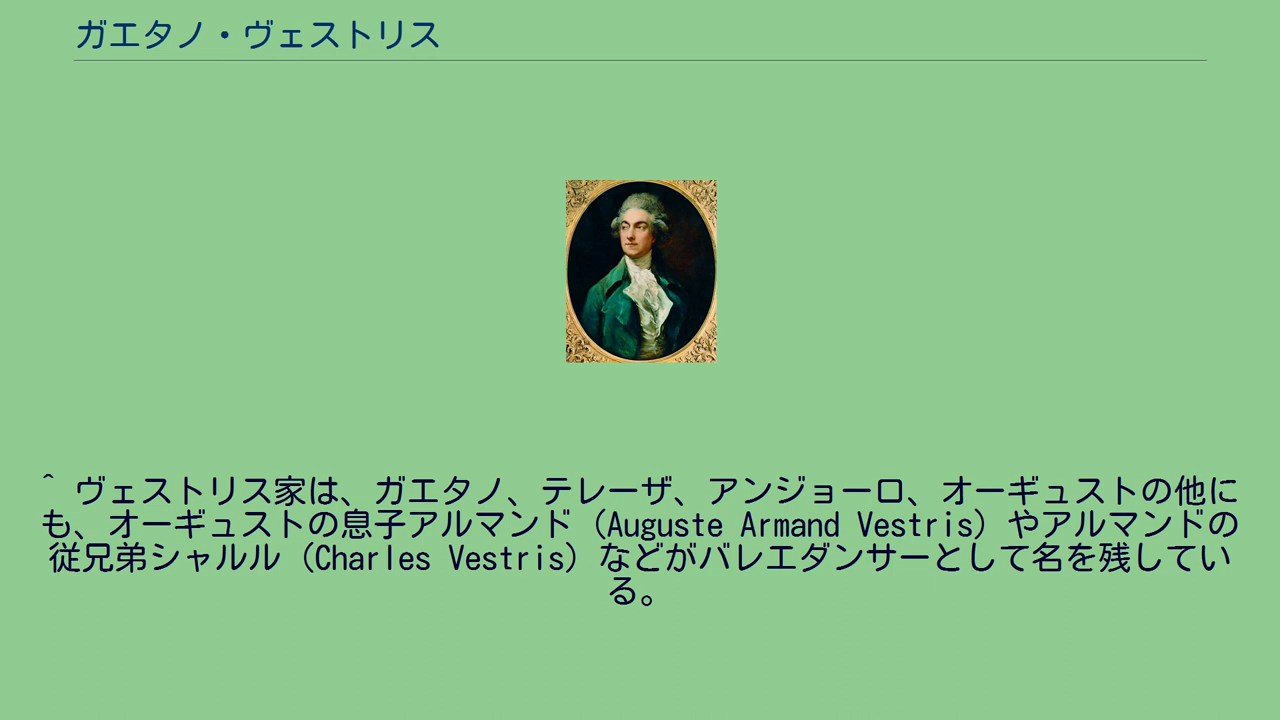 ガエタノ・ヴェストリス
^ ヴェストリス家は、ガエタノ、テレーザ、アンジョーロ、オーギュストの他に
も、オーギュストの息子アルマンド（Auguste Armand Vestris）やアルマンドの
従兄弟シャルル（Charles Vestris）などがバレエダンサーとして名を残してい
る。